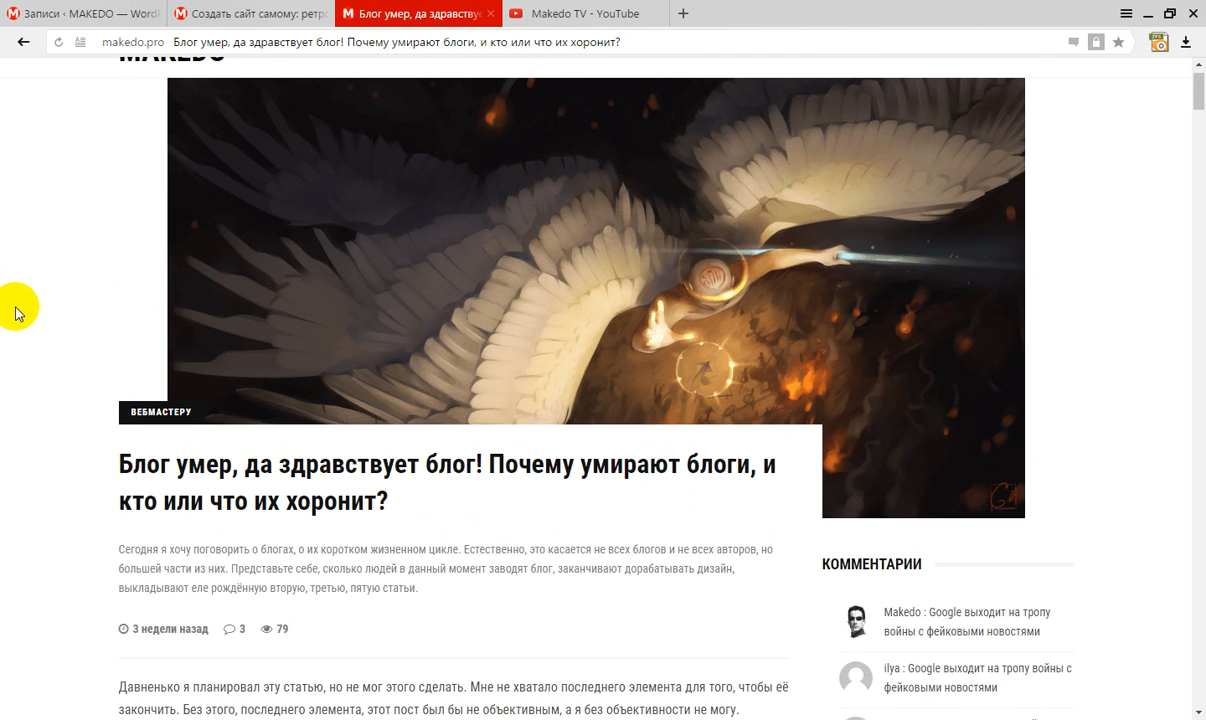 Записи ‹ MAKEDO — Word
Создать сайт самому: ретро
Блог умер, да здравствуе
Makedo TV - YouTube
makedo.pro Блог умер, да здравствует блог! Почему умирают блоги, и кто или что их хоронит?
MAKEDO
ВЕБМАСТЕРУ
Блог умер, да здравствует блог! Почему умирают блоги, и
кто или что их хоронит?
Сегодня я хочу поговорить о блогах, о их коротком жизненном цикле. Естественно, это касается не всех блогов и не всех авторов, но
большей части из них. Представьте себе, сколько людей в данный момент заводят блог, заканчивают дорабатывать дизайн,
выкладывают еле рождённую вторую, третью, пятую статьи.
3 недели назад 3 79
Давненько я планировал эту статью, но не мог этого сделать. Мне не хватало последнего элемента для того, чтобы её
закончить. Без этого, последнего элемента, этот пост был бы не объективным, а я без объективности не могу.
КОММЕНТАРИИ
Makedo : Google выходит на тропу
войны с фейковыми новостями
ilya : Google выходит на тропу войны с
фейковыми новостями